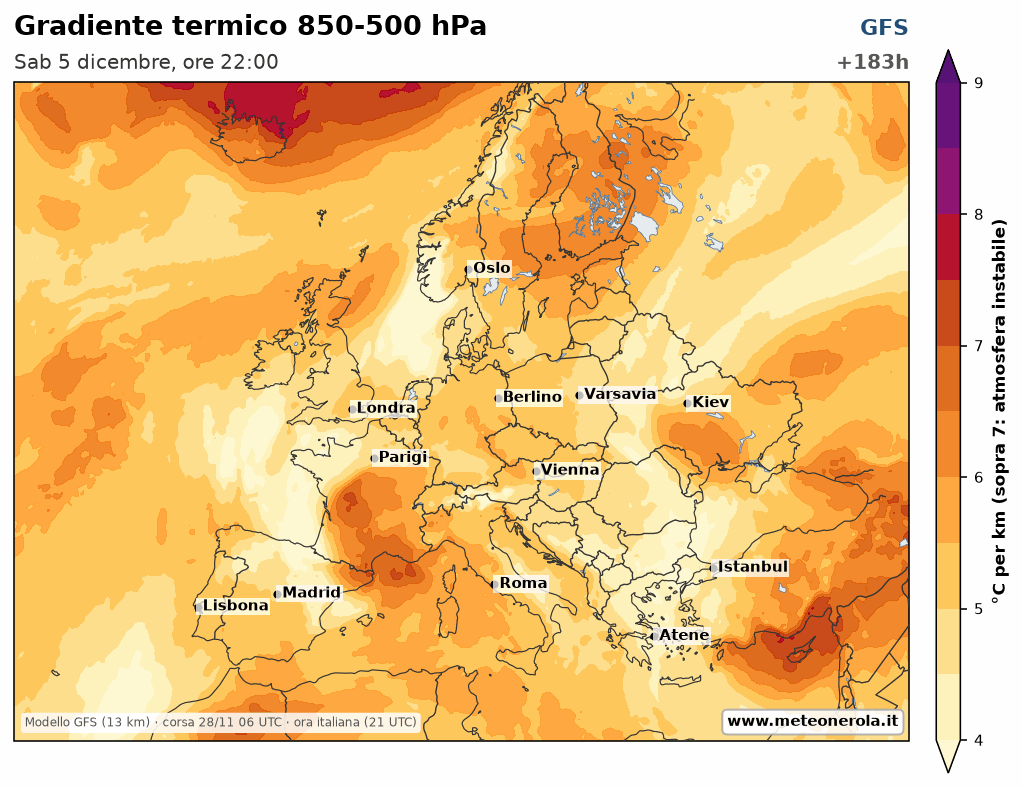 Gradiente termico 850-500 hPa
GFS
Sab 5 dicembre, ore 22:00
+183h
9
8
7
6
5
4
°C per km (sopra 7: atmosfera instabile)
Oslo
Berlino
Varsavia
Kiev
Londra
Parigi
Vienna
Istanbul
Roma
Madrid
Lisbona
Atene
Modello GFS (13 km) · corsa 28/11 06 UTC · ora italiana (21 UTC)
www.meteonerola.it